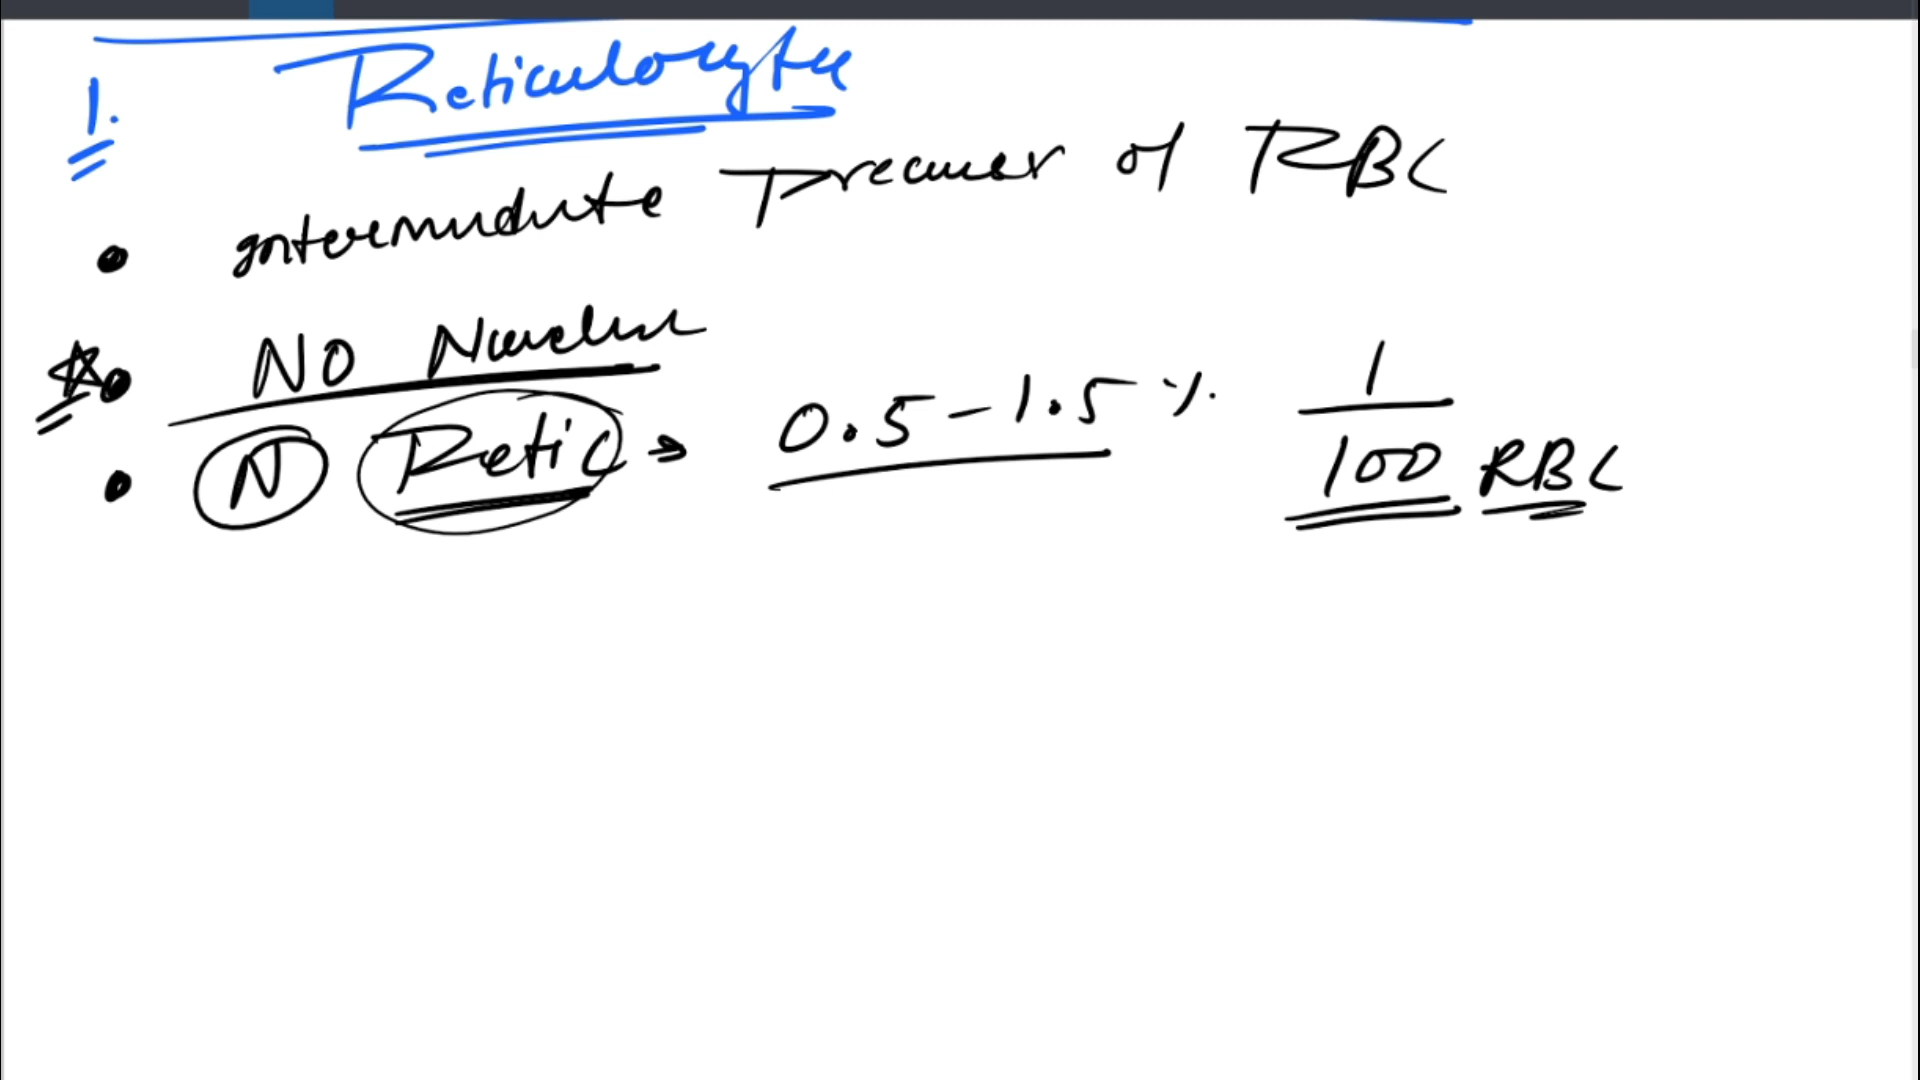 1. Reticulocyte
• Intermediate Precursor of RBC
• NO Nucleus
• N Retic → 0.5 - 1.5 % 1/100 RBC